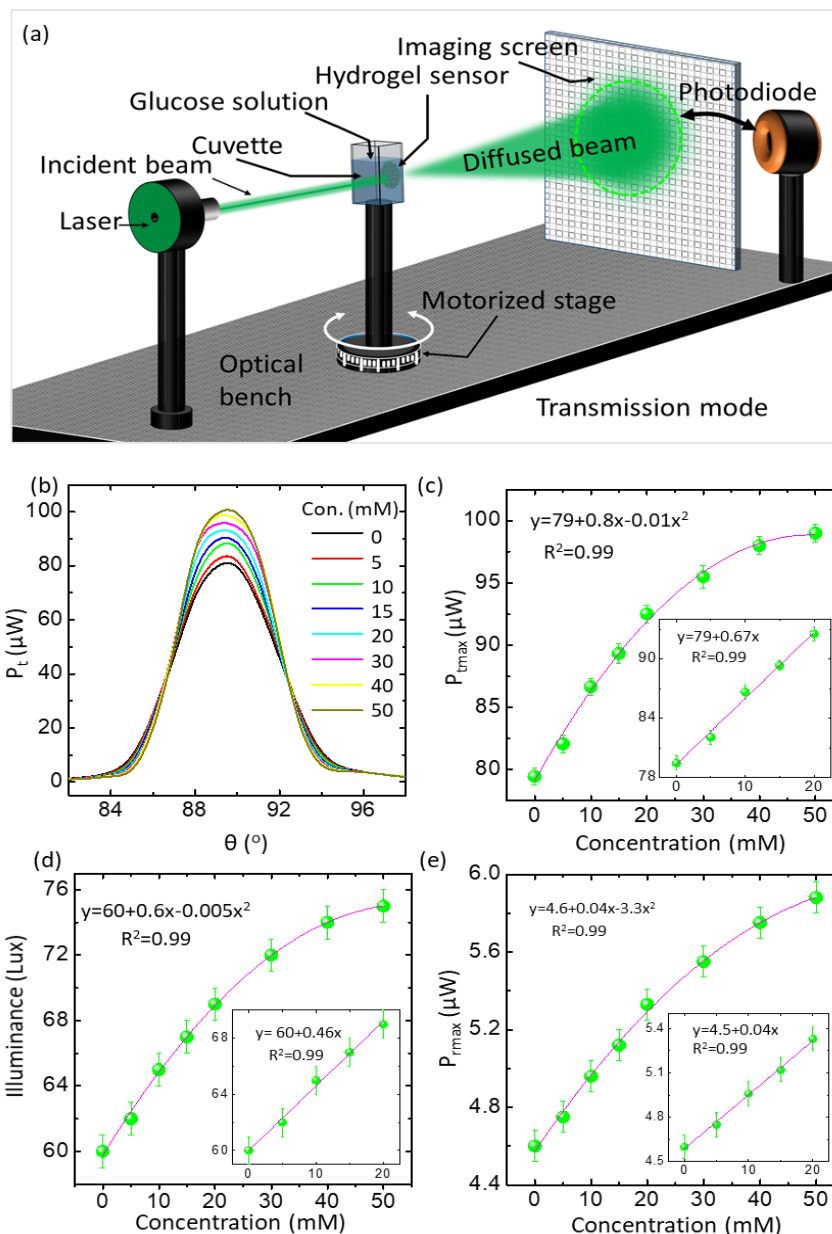 (a)
Imaging screen
Hydrogel sensor
Glucose solution
Photodiode
Cuvette
Incident beam
Diffused beam
Laser
Motorized stage
Optical
bench
Transmission mode
(b)
Con. (mM)
0
5
10
15
20
30
40
50
100
80
60
40
20
0
Pt (µW)
84 88 92 96
θ (°)
(c)
y=79+0.8x-0.01x²
R²=0.99
100
95
90
85
80
Ptmax (µW)
0 10 20 30 40 50
Concentration (mM)
y=79+0.67x
R²=0.99
90
84
78
0 10 20
(d)
y=60+0.6x-0.005x²
R²=0.99
76
72
68
64
60
Illuminance (Lux)
0 10 20 30 40 50
Concentration (mM)
y= 60+0.46x
R²=0.99
68
64
60
0 10 20
(e)
y=4.6+0.04x-3.3x²
R²=0.99
6.0
5.6
5.2
4.8
4.4
Prmax (µW)
0 10 20 30 40 50
Concentration (mM)
y=4.5+0.04x
R²=0.99
5.4
5.1
4.8
4.5
0 10 20